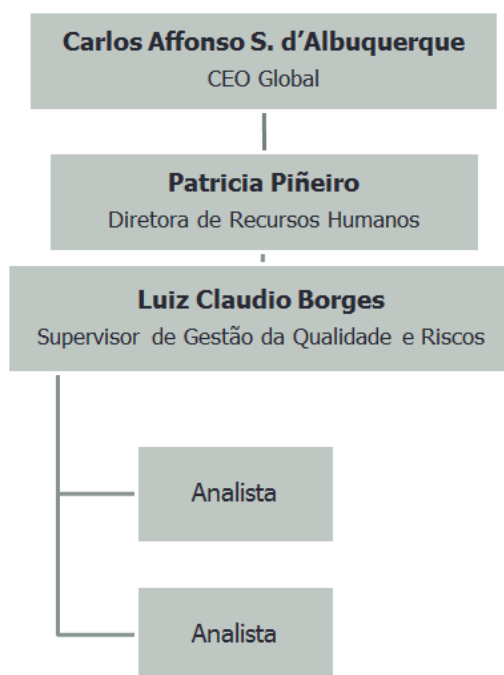 Carlos Affonso S. d’Albuquerque
CEO Global
Patricia Piñeiro
Diretora de Recursos Humanos
Luiz Claudio Borges
Supervisor de Gestão da Qualidade e Riscos
Analista
Analista